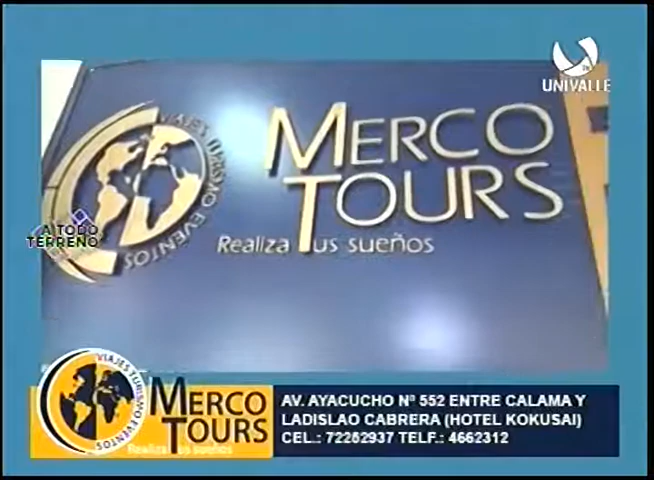 UNIVALLE
MERCO
TOURS
Realiza Tus sueños
VIAJES TURISMO EVENTOS
A TODO
TERRENO
VIAJES TURISMO EVENTOS
MERCO
TOURS
Realiza Tus sueños
AV. AYACUCHO Nº 552 ENTRE CALAMA Y
LADISLAO CABRERA (HOTEL KOKUSAI)
CEL.: 72262937 TELF.: 4662312